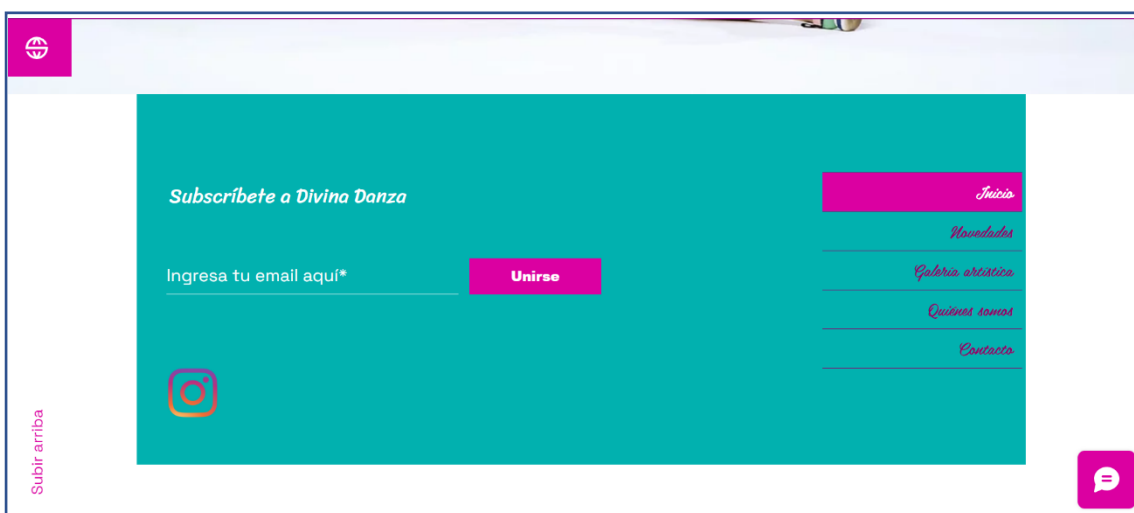 Subscríbete a Divina Danza
Ingresa tu email aquí*
Unirse
Inicio
Novedades
Galería artística
Quiénes somos
Contacto
Subir arriba